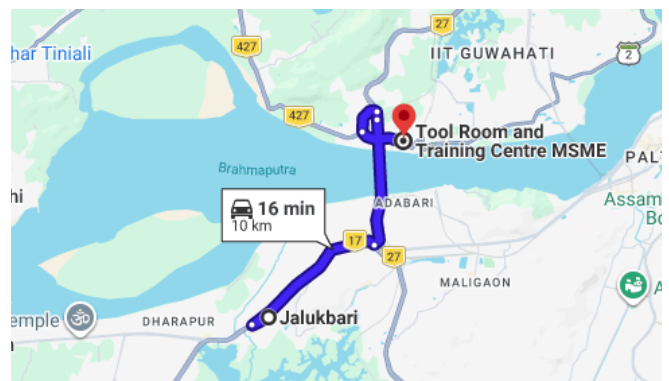 27
427
har Tiniali
IIT GUWAHATI
2
427
Tool Room and
Training Centre MSME
Brahmaputra
PAL
hi
16 min
10 km
ADABARI
Assam
Bo
17
27
MALIGAON
A
emple
DHARAPUR
Jalukbari